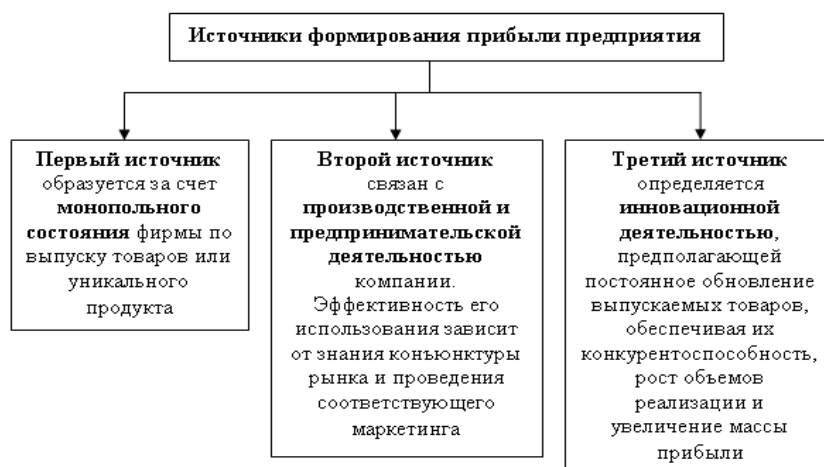 Источники формирования прибыли предприятия
Первый источник
образуется за счет
монопольного
состояния фирмы по
выпуску товаров или
уникального
продукта
Второй источник
связан с
производственной и
предпринимательской
деятельностью
компании.
Эффективность его
использования зависит
от знания конъюнктуры
рынка и проведения
соответствующего
маркетинга
Третий источник
определяется
инновационной
деятельностью,
предполагающей
постоянное обновление
выпускаемых товаров,
обеспечивая их
конкурентоспособность,
рост объемов
реализации и
увеличение массы
прибыли